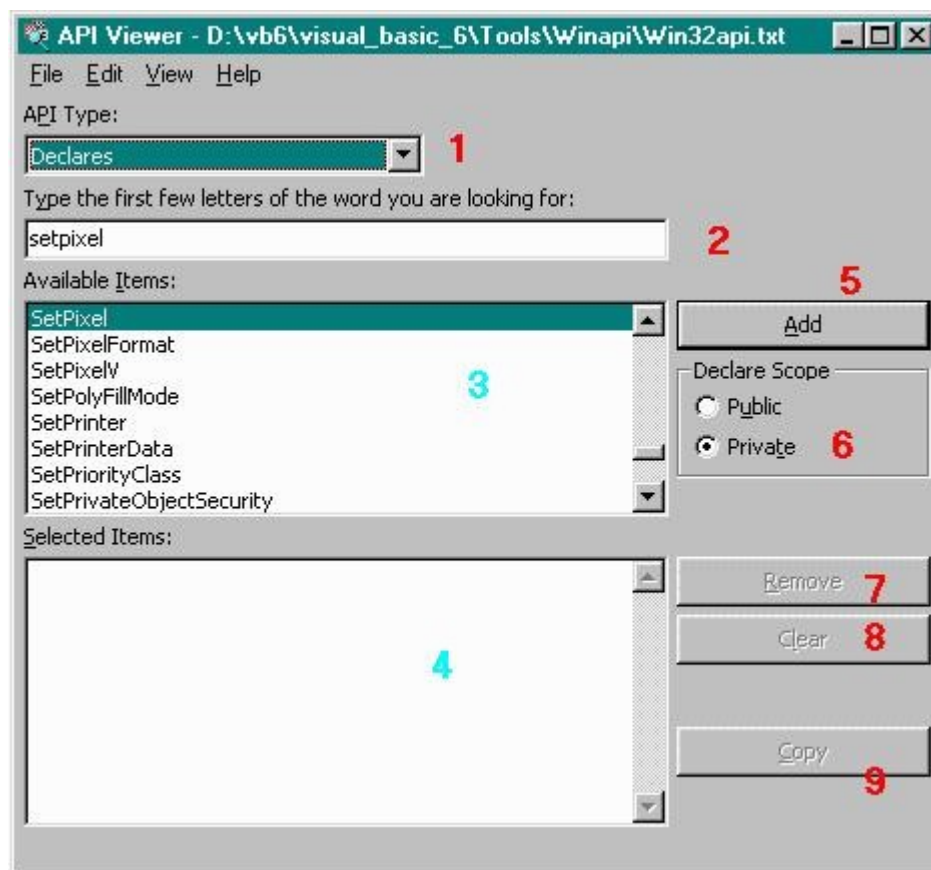 API Viewer - D:\vb6\visual_basic_6\Tools\Winapi\Win32api.txt
File Edit View Help
API Type:
Declares 1
Type the first few letters of the word you are looking for:
setpixel 2
Available Items:
5
SetPixel
Add
SetPixelFormat
SetPixelV
SetPolyFillMode
SetPrinter
SetPrinterData
SetPriorityClass
SetPrivateObjectSecurity
3
Declare Scope
Public
Private 6
Selected Items:
4
Remove 7
Clear 8
Copy
9